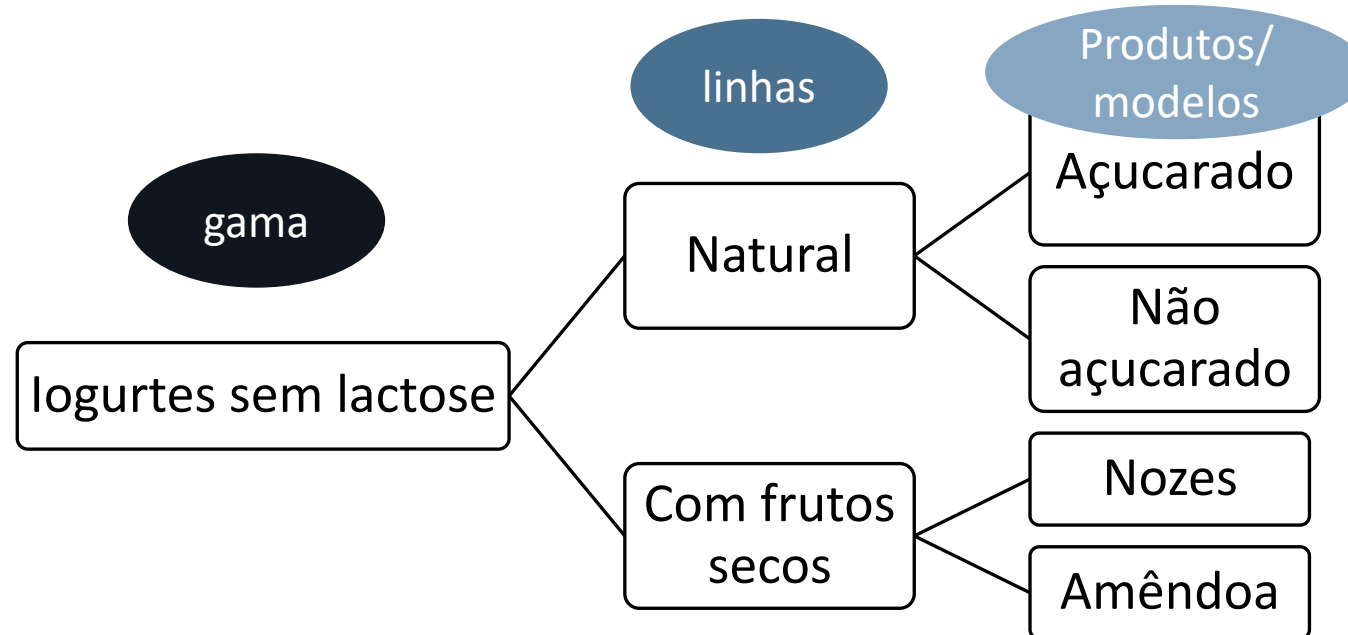 gama
linhas
Produtos/
modelos
Iogurtes sem lactose
Natural
Açucarado
Não
açucarado
Com frutos
secos
Nozes
Amêndoa